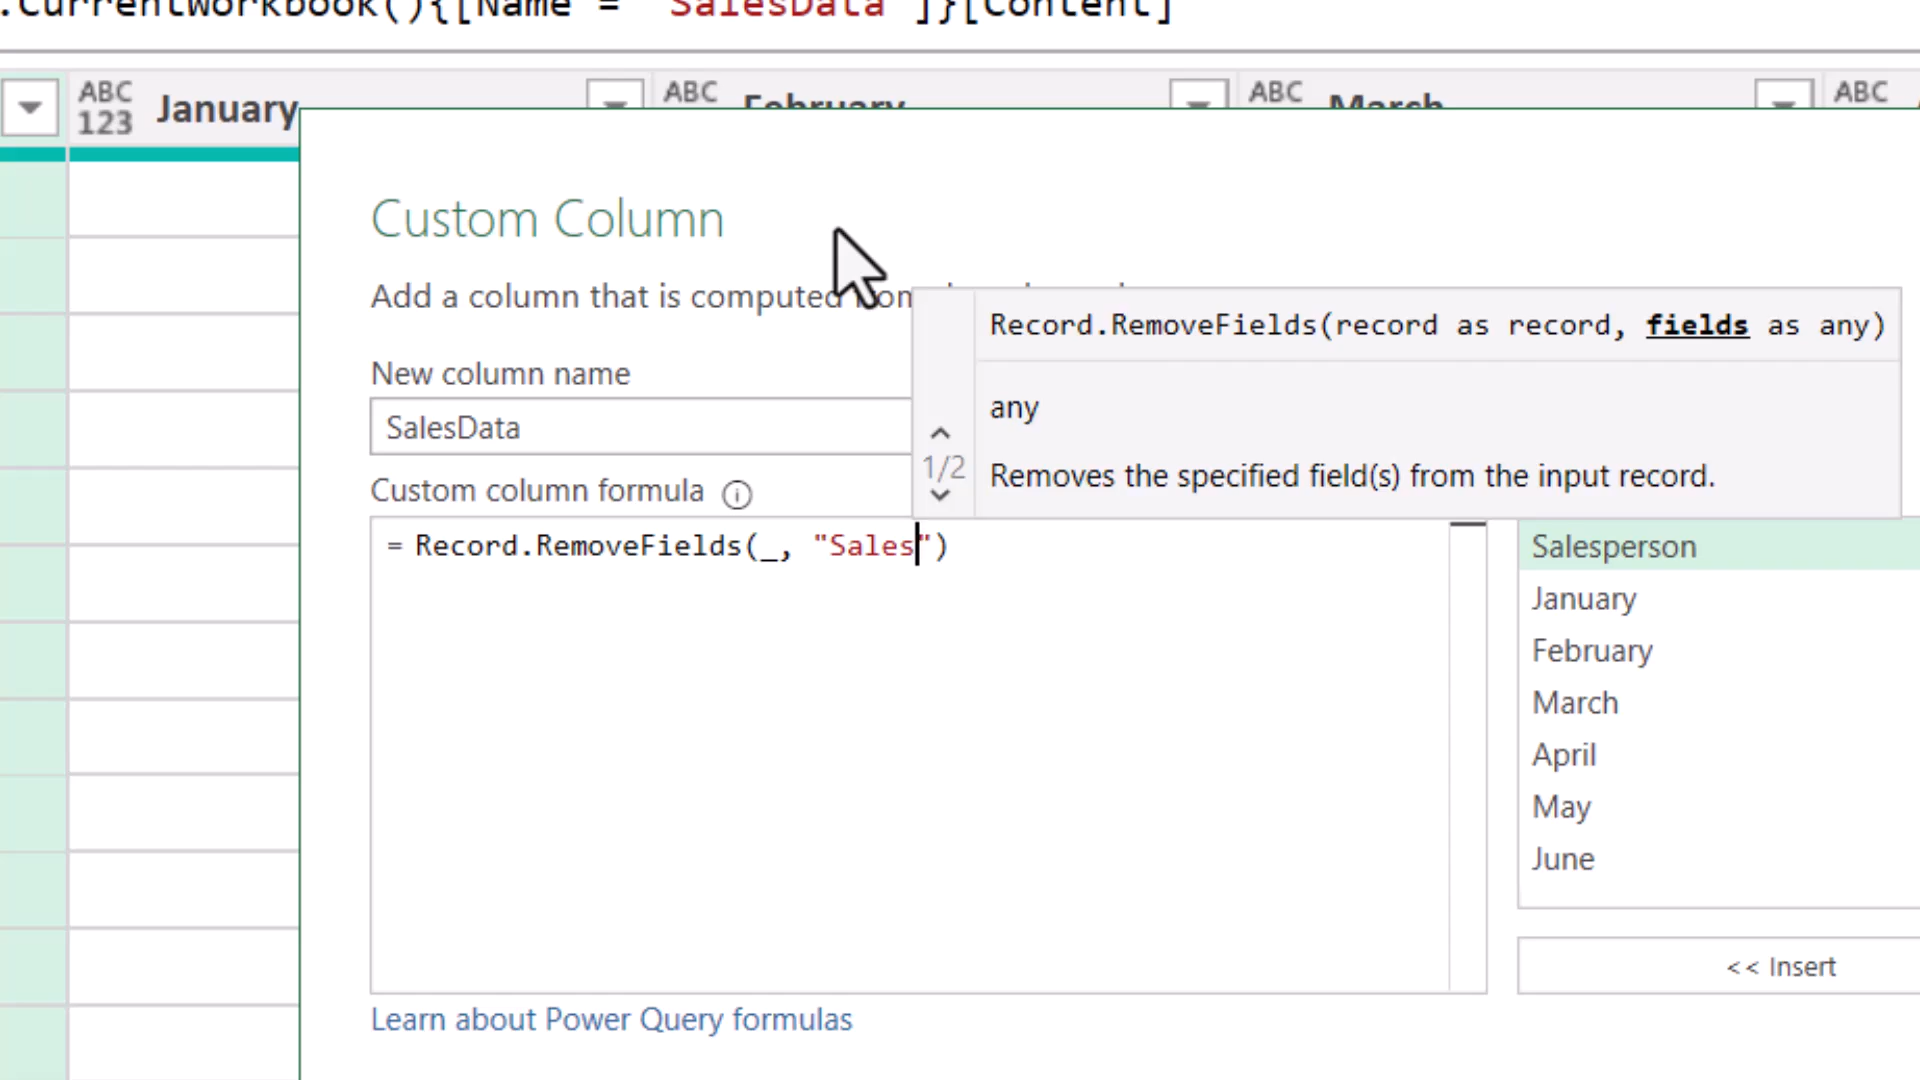 .CurrentWorkbook(){[Name = "SalesData"]}[Content]
ABC 123 January ABC February ABC March ABC
Custom Column
Add a column that is computed
New column name
SalesData
Custom column formula
= Record.RemoveFields(_, "Sales")
Record.RemoveFields(record as record, fields as any)
any
1/2
Removes the specified field(s) from the input record.
Salesperson
January
February
March
April
May
June
<< Insert
Learn about Power Query formulas